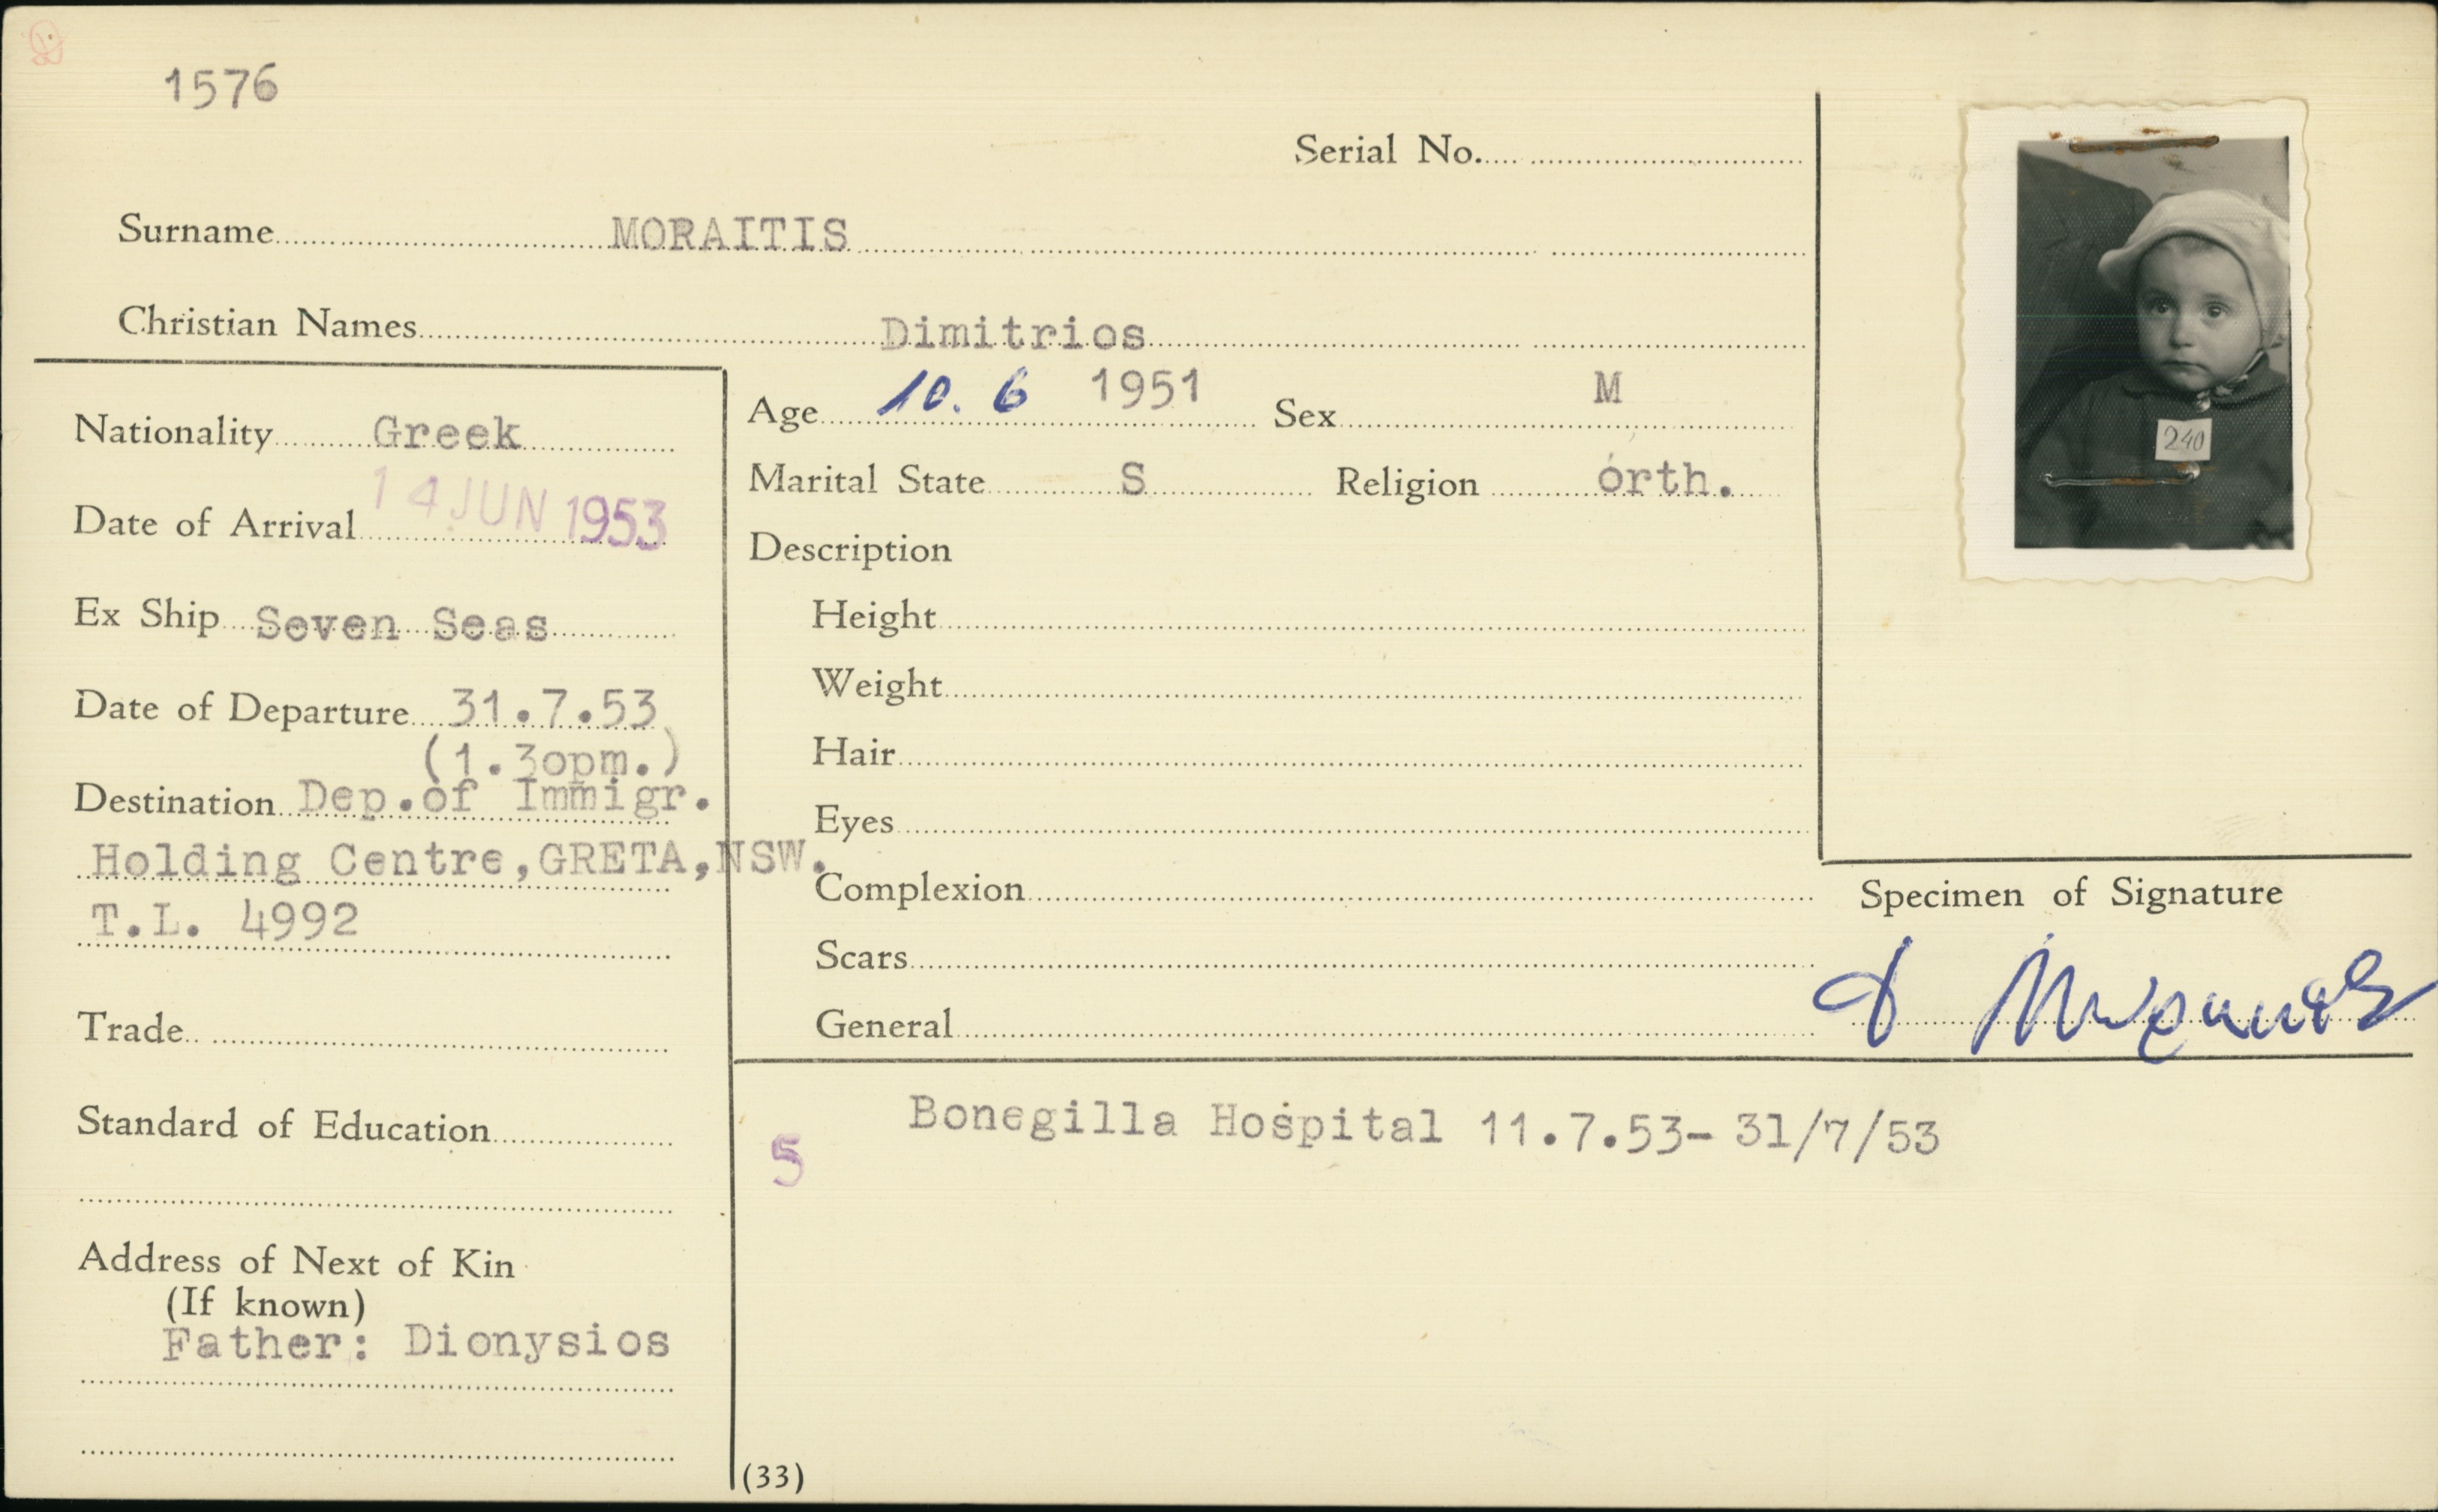 1576
Serial No.
Surname MORAITIS
Christian Names Dimitrios
Nationality Greek
Date of Arrival 14 JUN 1953
Ex Ship Seven Seas
Date of Departure 31.7.53
(1.3opm.)
Destination Dep.of Immigr.
Holding Centre,GRETA,NSW.
T.L. 4992
Trade
Standard of Education
Address of Next of Kin
(If known)
Father: Dionysios
Age 10. 6 1951 Sex M
Marital State S Religion orth.
Description
Height
Weight
Hair
Eyes
Complexion
Scars
General
240
Specimen of Signature
5 Bonegilla Hospital 11.7.53- 31/7/53
(33)